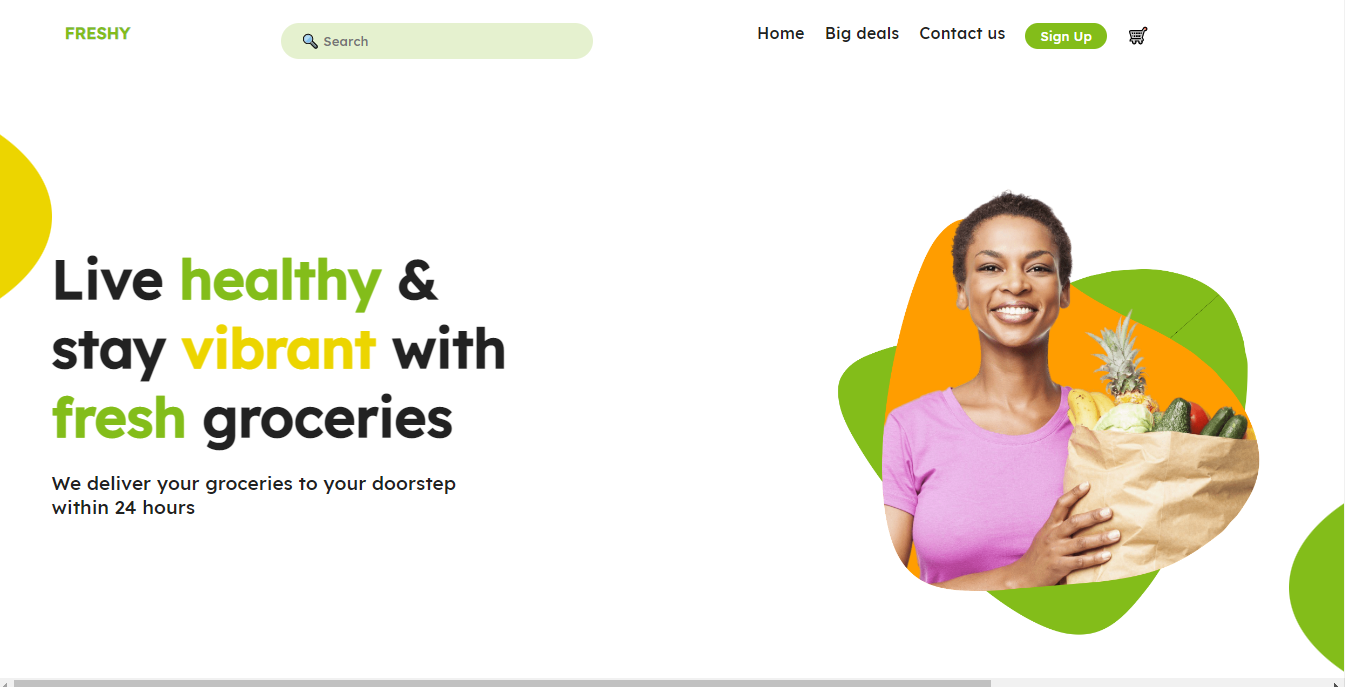 FRESHY
Search
Home
Big deals
Contact us
Sign Up
Live healthy &
stay vibrant with
fresh groceries
We deliver your groceries to your doorstep
within 24 hours